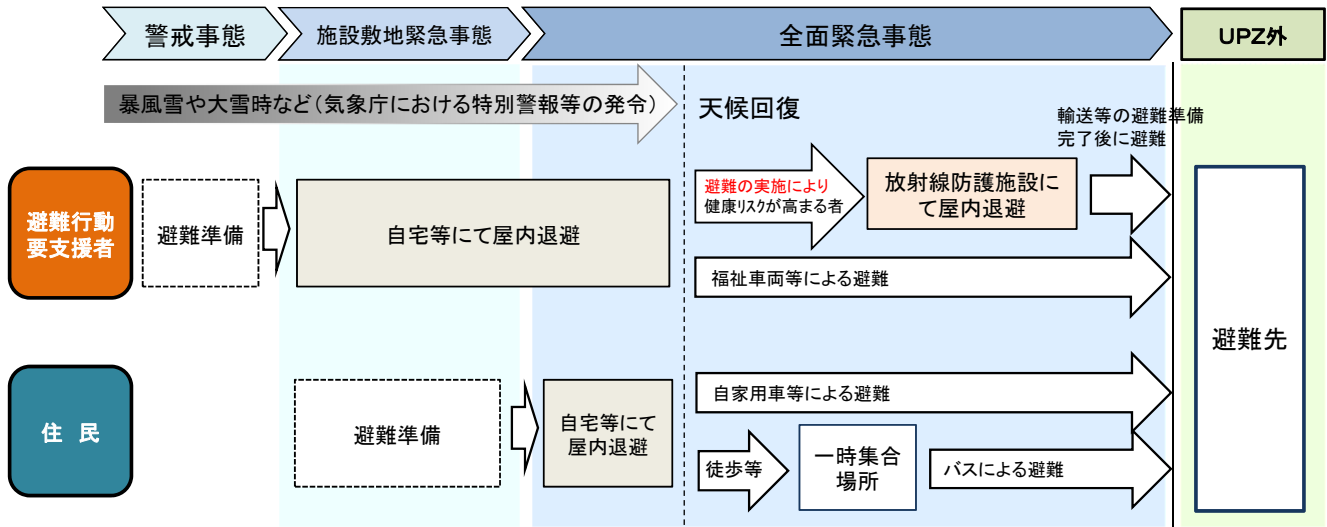 警戒事態
施設敷地緊急事態
全面緊急事態
UPZ外
暴風雪や大雪時など(気象庁における特別警報等の発令)
天候回復
輸送等の避難準備
完了後に避難
避難行動
要支援者
避難準備
自宅等にて屋内退避
避難の実施により
健康リスクが高まる者
放射線防護施設に
て屋内退避
福祉車両等による避難
避難先
住 民
避難準備
自宅等にて
屋内退避
自家用車等による避難
徒歩等
一時集合
場所
バスによる避難